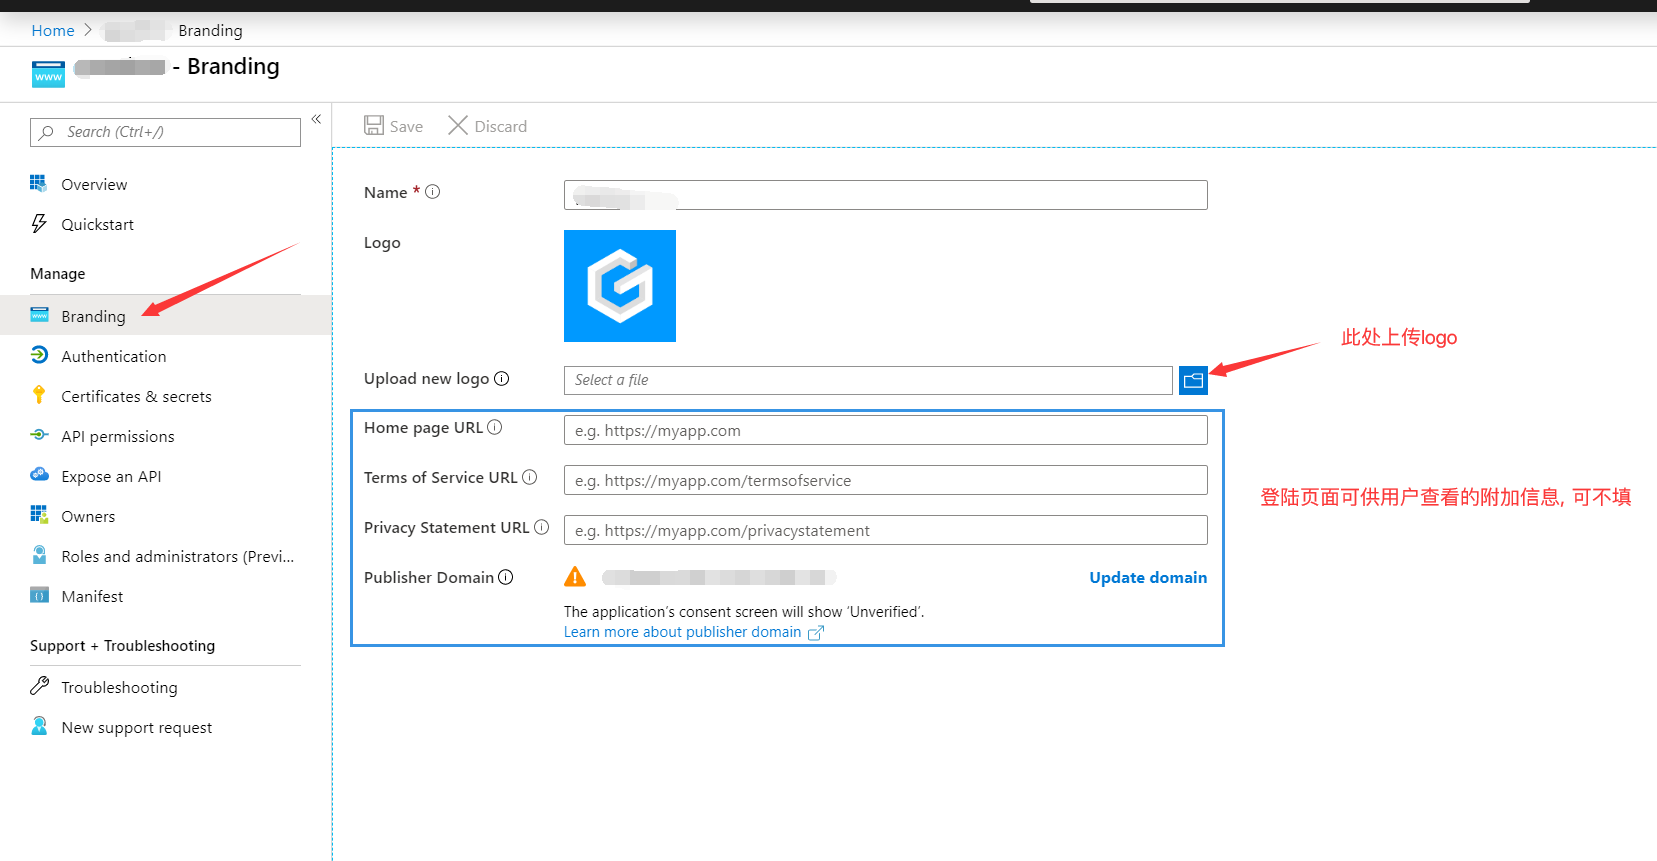 Home > Branding
www - Branding
Search (Ctrl+/)
«
Save Discard
Overview
Quickstart
Manage
www Branding
Authentication
Certificates & secrets
API permissions
Expose an API
Owners
Roles and administrators (Previ...
Manifest
Support + Troubleshooting
Troubleshooting
New support request
Name *
Logo
此处上传logo
Upload new logo
Select a file
Home page URL
e.g. https://myapp.com
Terms of Service URL
e.g. https://myapp.com/termsofservice
登陆页面可供用户查看的附加信息, 可不填
Privacy Statement URL
e.g. https://myapp.com/privacystatement
Publisher Domain
Update domain
The application's consent screen will show 'Unverified'.
Learn more about publisher domain